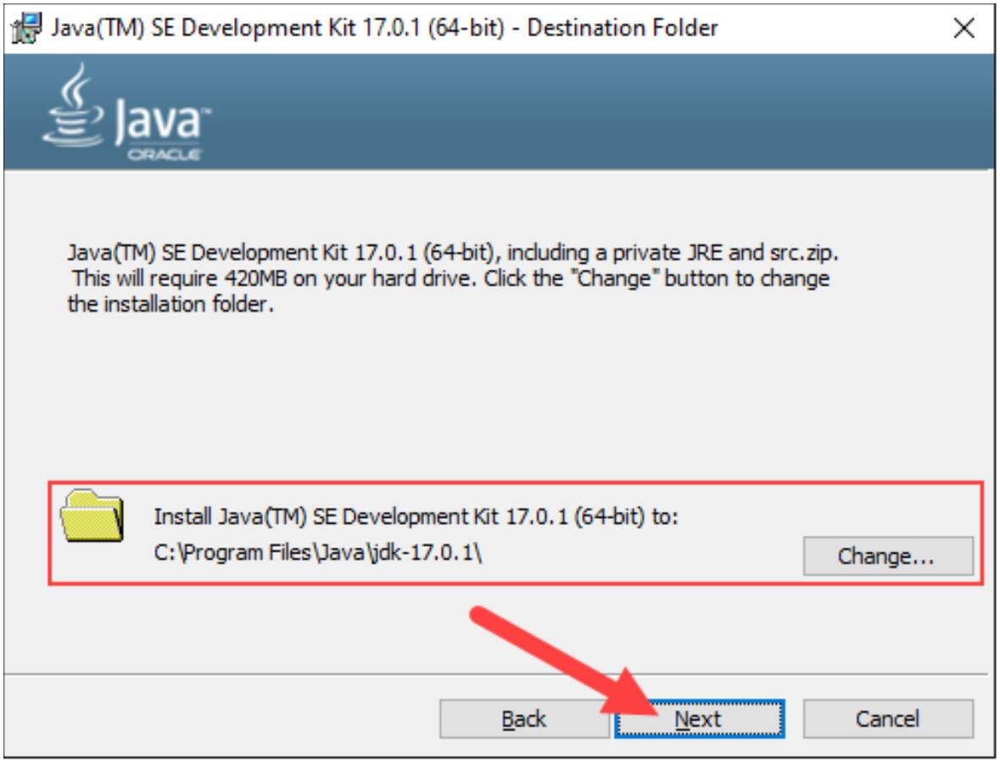 Java(TM) SE Development Kit 17.0.1 (64-bit) - Destination Folder
Java™
ORACLE
Java(TM) SE Development Kit 17.0.1 (64-bit), including a private JRE and src.zip.
This will require 420MB on your hard drive. Click the "Change" button to change
the installation folder.
Install Java(TM) SE Development Kit 17.0.1 (64-bit) to:
C:\Program Files\Java\jdk-17.0.1\
Change...
Back
Next
Cancel